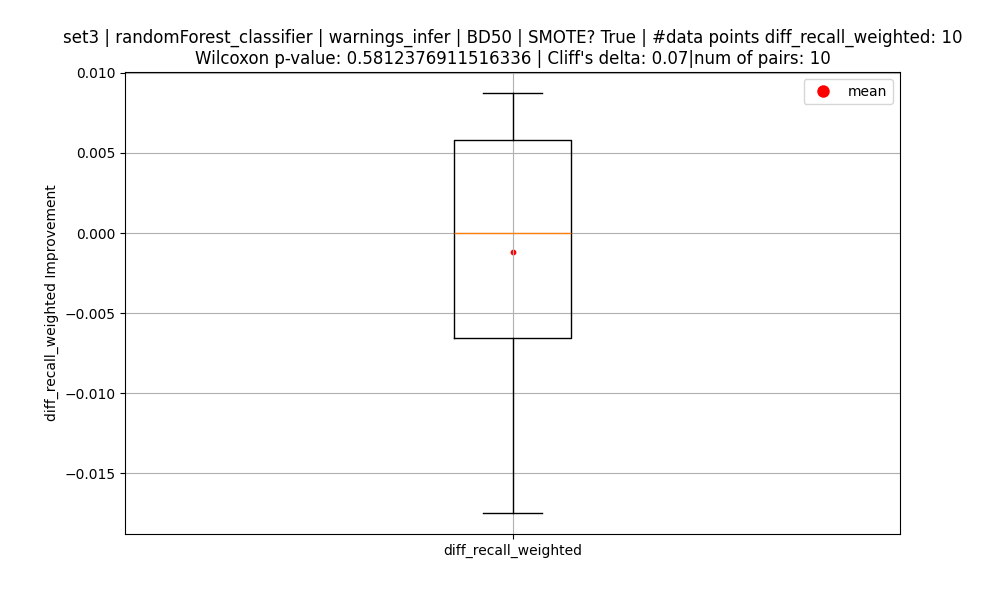 set3 | randomForest_classifier | warnings_infer | BD50 | SMOTE? True | #data points diff_recall_weighted: 10
Wilcoxon p-value: 0.5812376911516336 | Cliff's delta: 0.07|num of pairs: 10
mean
0.010
0.005
0.000
−0.005
−0.010
−0.015
diff_recall_weighted Improvement
diff_recall_weighted